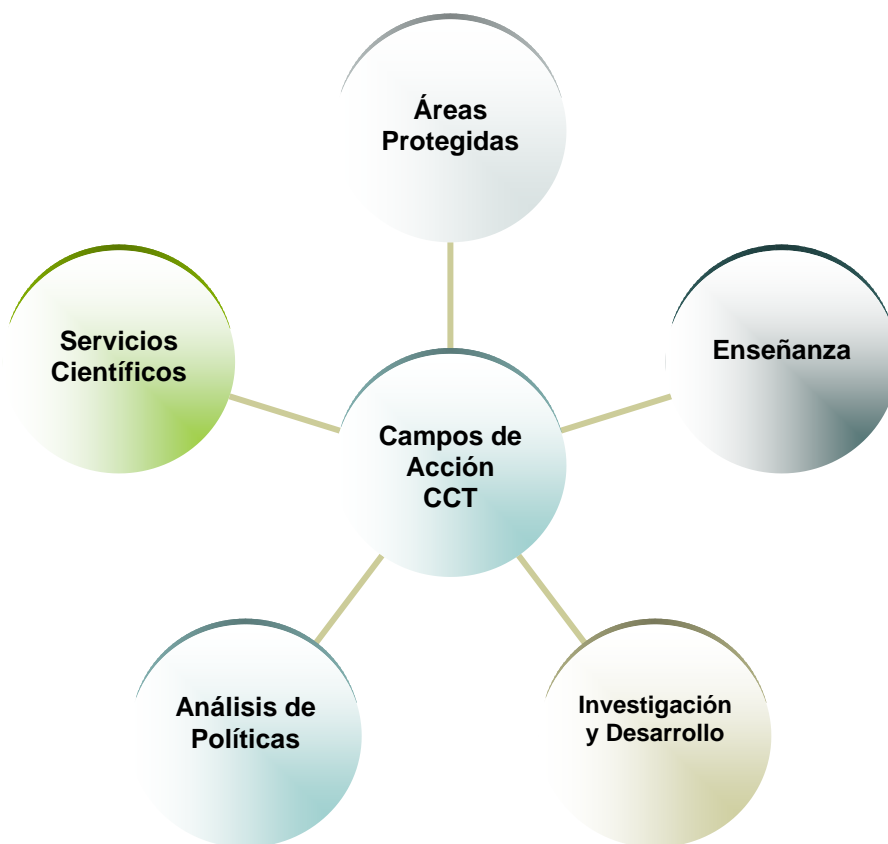 Áreas
Protegidas
Servicios
Científicos
Enseñanza
Campos de
Acción
CCT
Análisis de
Políticas
Investigación
y Desarrollo